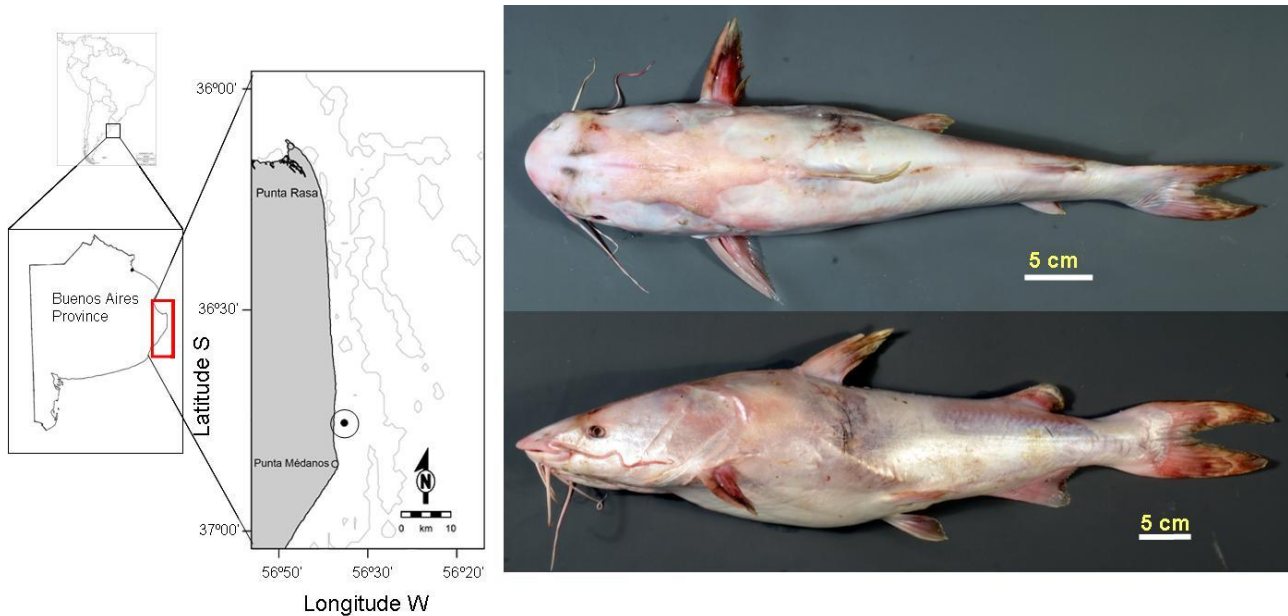 36º00'
Punta Rasa
Buenos Aires
Province
36º30'
Latitude S
Punta Médanos
N
0 km 10
37º00'
56º50' 56º30' 56º20'
Longitude W
5 cm
5 cm